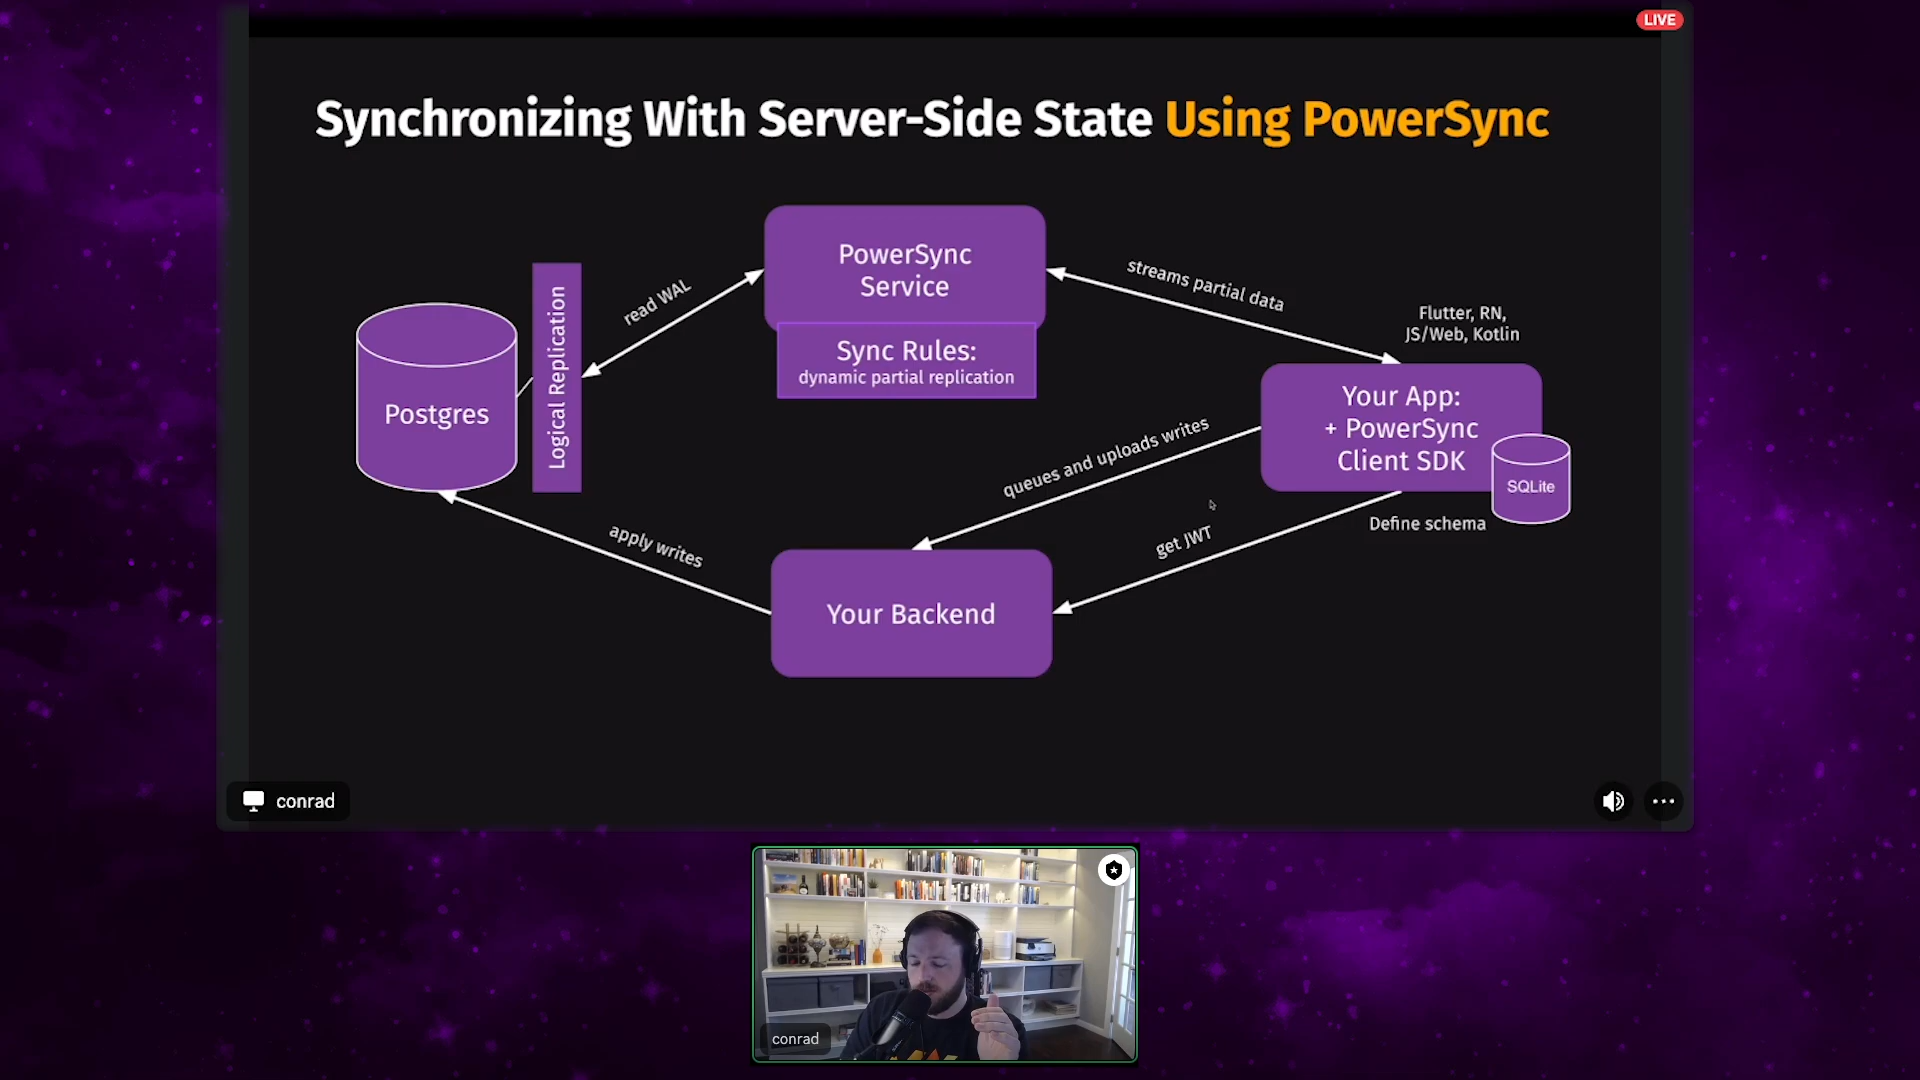 LIVE
Synchronizing With Server-Side State Using PowerSync
PowerSync
Service
Sync Rules:
dynamic partial replication
read WAL
streams partial data
Flutter, RN,
JS/Web, Kotlin
Logical Replication
Postgres
Your App:
+ PowerSync
Client SDK
SQLite
Define schema
queues and uploads writes
get JWT
apply writes
Your Backend
conrad
conrad